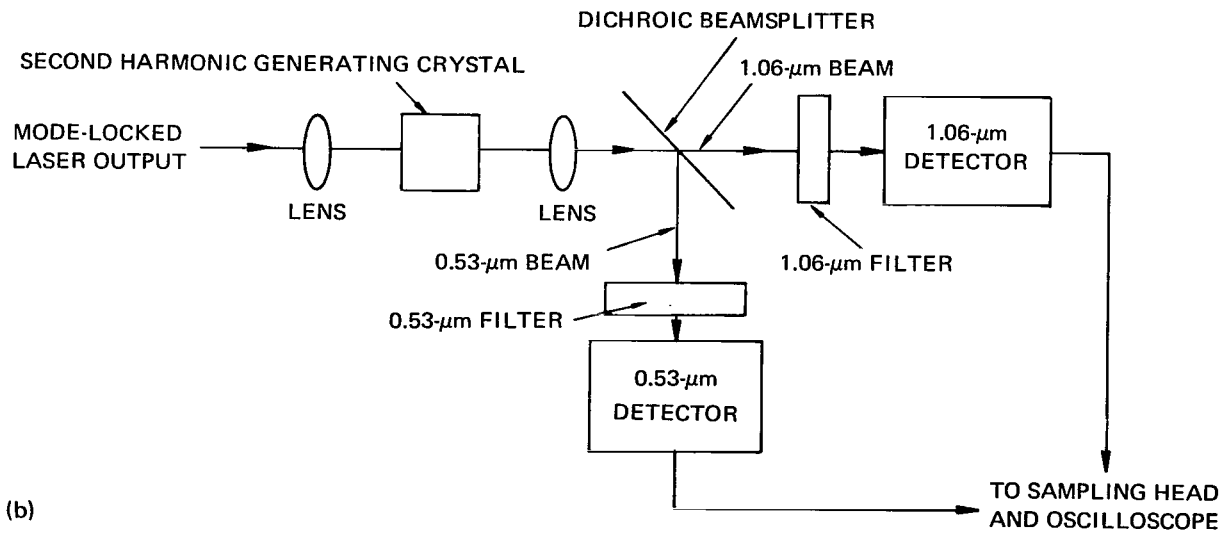 DICHROIC BEAMSPLITTER
SECOND HARMONIC GENERATING CRYSTAL
1.06-μm BEAM
MODE-LOCKED
LASER OUTPUT
1.06-μm
DETECTOR
LENS
LENS
0.53-μm BEAM
1.06-μm FILTER
0.53-μm FILTER
0.53-μm
DETECTOR
TO SAMPLING HEAD
AND OSCILLOSCOPE
(b)